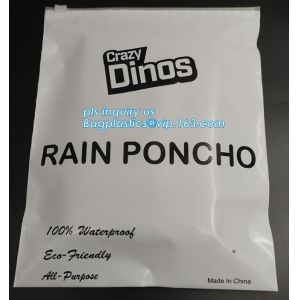 Crazy
Dinos
pls inquiry us
Bagplastics@vip.163.com
RAIN PONCHO
100% Waterproof
Eco-Friendly
All-Purpose
Made In China